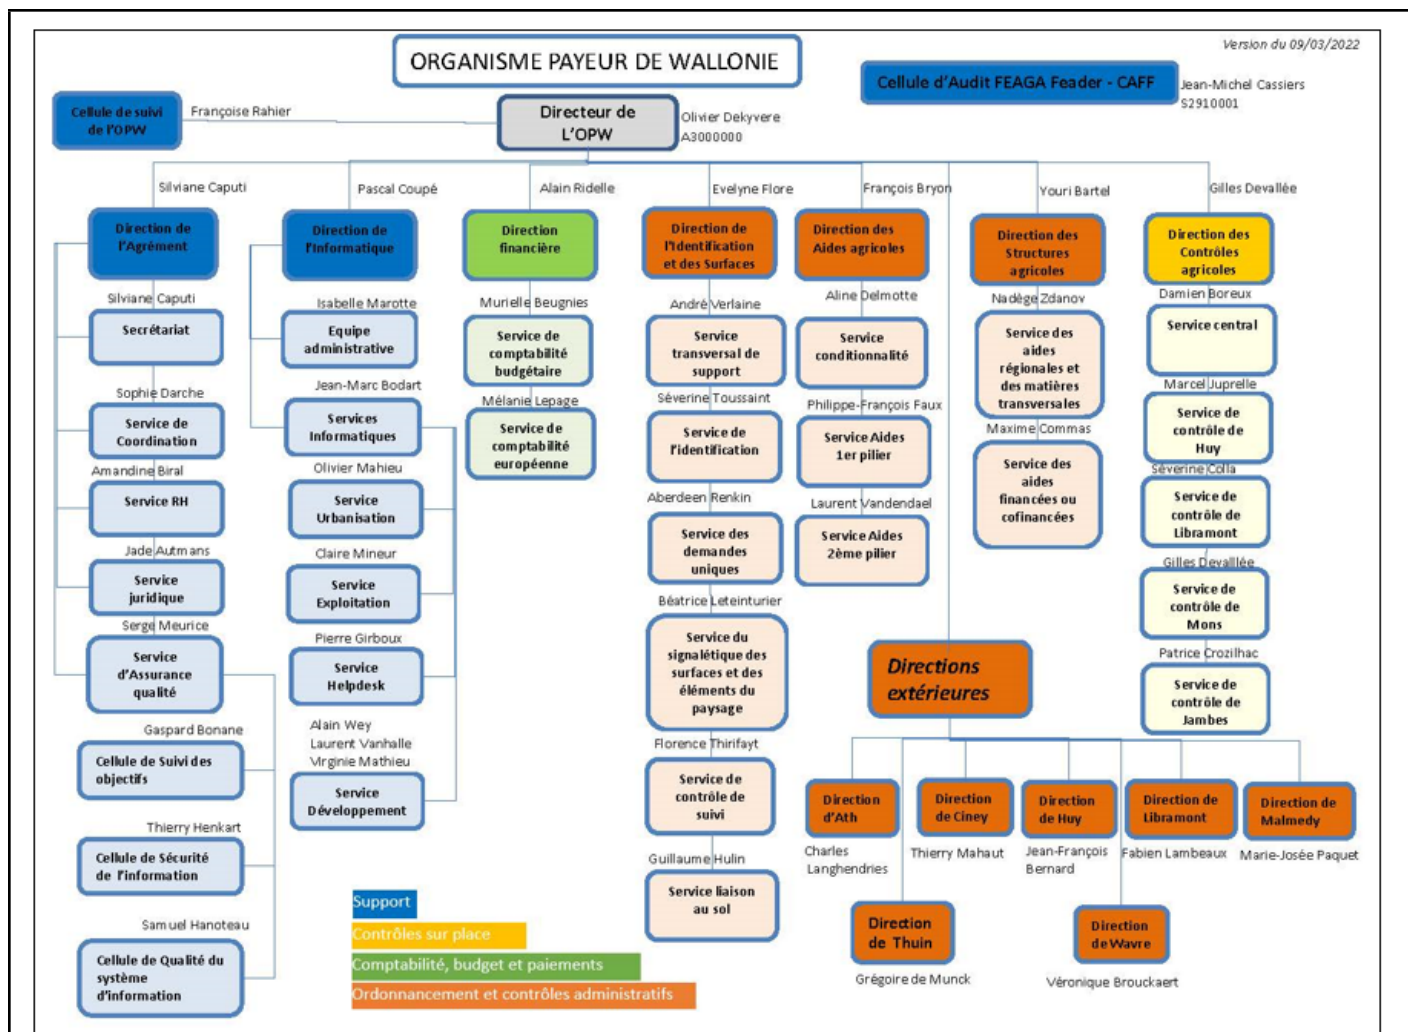 Version du 09/03/2022
ORGANISME PAYEUR DE WALLONIE
Cellule d'Audit FEAGA Feader - CAFF
Jean-Michel Cassiers
S2910001
Cellule de suivi
de l'OPW
Françoise Rahier
Directeur de
L'OPW
Olivier Dekyvere
A3000000
Silviane Caputi
Direction de
l'Agrément
Silviane Caputi
Secrétariat
Sophie Darche
Service de
Coordination
Amandine Biral
Service RH
Jade Autmans
Service
juridique
Serge Meurice
Service
d'Assurance
qualité
Gaspard Bonane
Cellule de Suivi des
objectifs
Thierry Henkart
Cellule de Sécurité
de l'information
Samuel Hanoteau
Cellule de Qualité du
système
d'information
Pascal Coupé
Direction de
l'Informatique
Isabelle Marotte
Equipe
administrative
Jean-Marc Bodart
Services
Informatiques
Olivier Mahieu
Service
Urbanisation
Claire Mineur
Service
Exploitation
Pierre Girboux
Service
Helpdesk
Alain Wey
Laurent Vanhalle
Virginie Mathieu
Service
Développement
Alain Ridelle
Direction
financière
Murielle Beugnies
Service de
comptabilité
budgétaire
Mélanie Lepage
Service de
comptabilité
européenne
Evelyne Flore
Direction de
l'Identification
et des Surfaces
André Verlaine
Service
transversal de
support
Séverine Toussaint
Service de
l'identification
Aberdeen Renkin
Service des
demandes
uniques
Béatrice Leteinturier
Service du
signalétique des
surfaces et des
éléments du
paysage
Florence Thirifayt
Service de
contrôle de
suivi
Guillaume Hulin
Service liaison
au sol
François Bryon
Direction des
Aides agricoles
Aline Delmotte
Service
conditionnalité
Philippe-François Faux
Service Aides
1er pilier
Laurent Vandendael
Service Aides
2ème pilier
Youri Bartel
Direction des
Structures
agricoles
Nadège Zdanov
Service des
aides
régionales et
des matières
transversales
Maxime Commas
Service des
aides
financées ou
cofinancées
Gilles Devallée
Direction des
Contrôles
agricoles
Damien Boreux
Service central
Marcel Juprelle
Service de
contrôle de
Huy
Séverine Colla
Service de
contrôle de
Libramont
Gilles Devalllée
Service de
contrôle de
Mons
Patrice Crozilhac
Service de
contrôle de
Jambes
Directions
extérieures
Direction
d'Ath
Charles
Langhendries
Direction
de Ciney
Thierry Mahaut
Direction
de Huy
Jean-François
Bernard
Direction de
Libramont
Fabien Lambeaux
Direction de
Malmedy
Marie-Josée Paquet
Direction
de Thuin
Grégoire de Munck
Direction
de Wavre
Véronique Brouckaert
Support
Contrôles sur place
Comptabilité, budget et paiements
Ordonnancement et contrôles administratifs